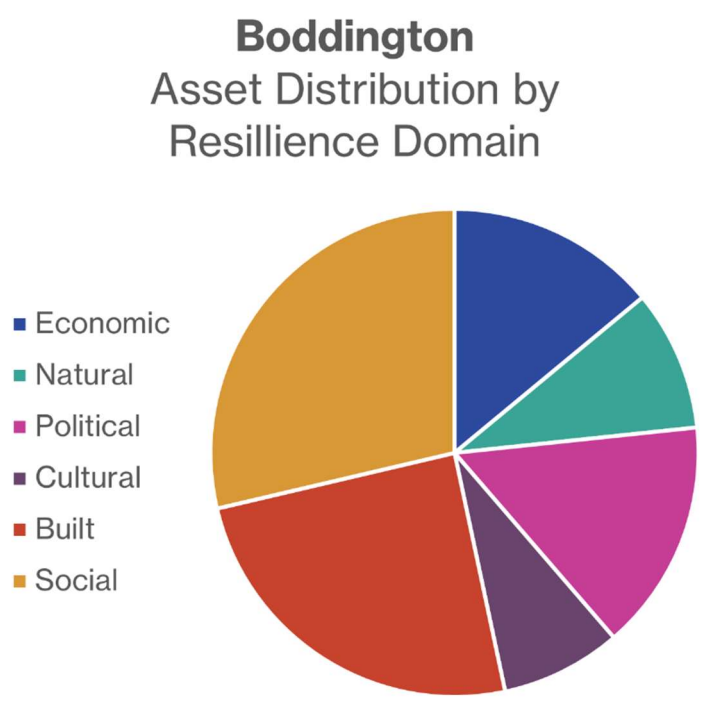 Boddington
Asset Distribution by
Resillience Domain
Economic
Natural
Political
Cultural
Built
Social